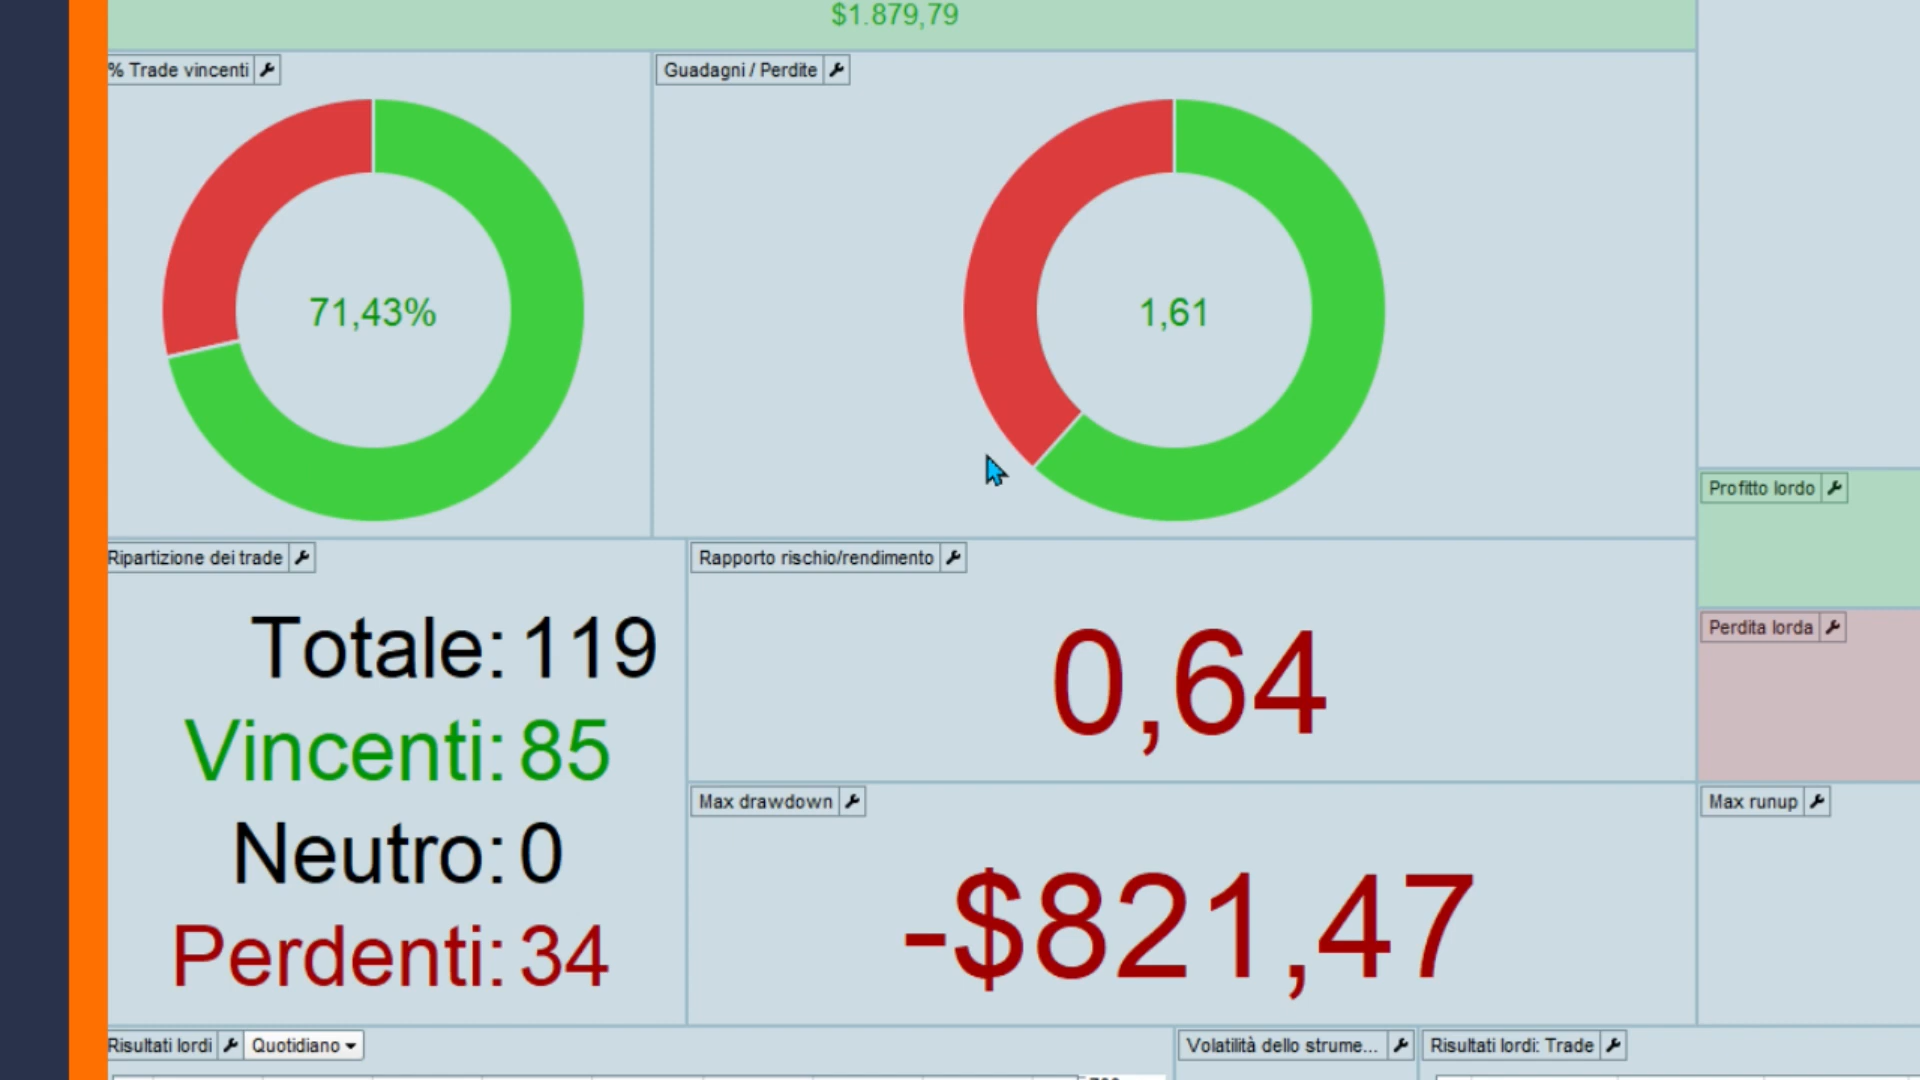 $1.879,79
% Trade vincenti
Guadagni / Perdite
71,43%
1,61
Profitto lordo
Ripartizione dei trade
Rapporto rischio/rendimento
Totale: 119
Vincenti: 85
Neutro: 0
Perdenti: 34
0,64
Perdita lorda
Max drawdown
Max runup
-$821,47
Risultati lordi
Quotidiano
Volatilità dello strume...
Risultati lordi: Trade